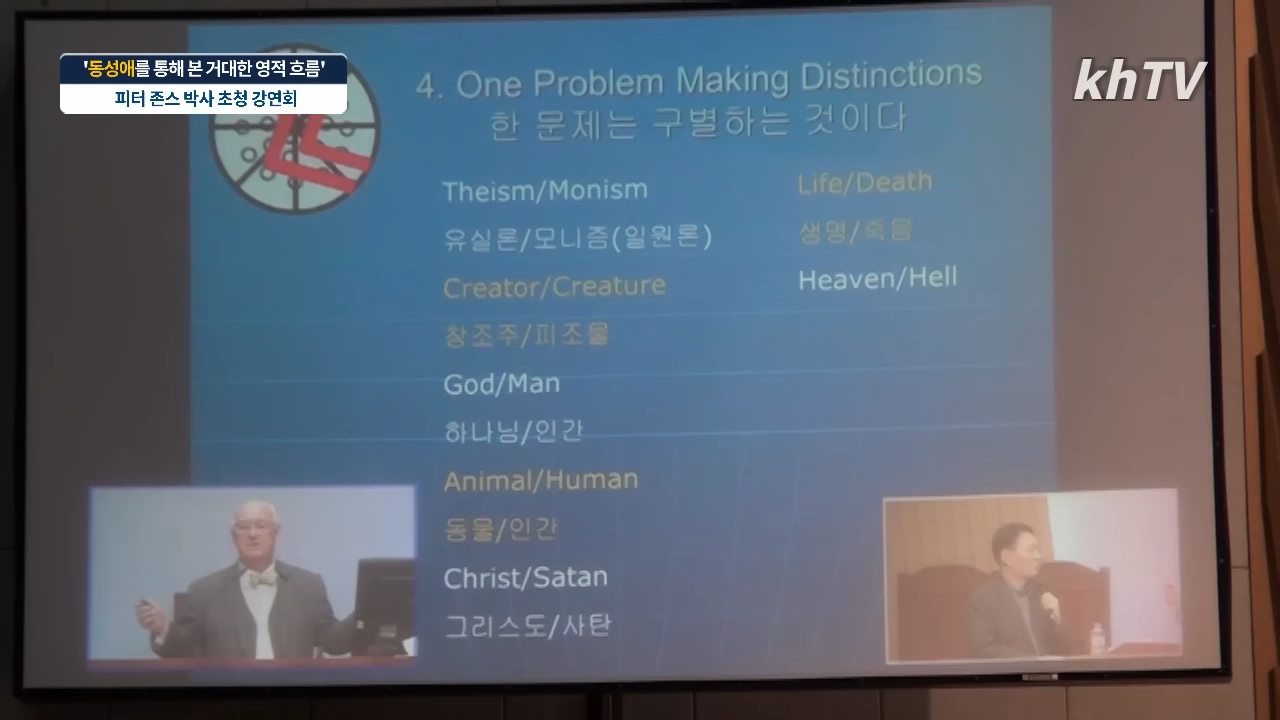 '동성애를 통해 본 거대한 영적 흐름'
피터 존스 박사 초청 강연회
khTV
4. One Problem Making Distinctions
한 문제는 구별하는 것이다
Theism/Monism
유실론/모니즘(일원론)
Creator/Creature
창조주/피조물
God/Man
하나님/인간
Animal/Human
동물/인간
Christ/Satan
그리스도/사탄
Life/Death
생명/죽음
Heaven/Hell